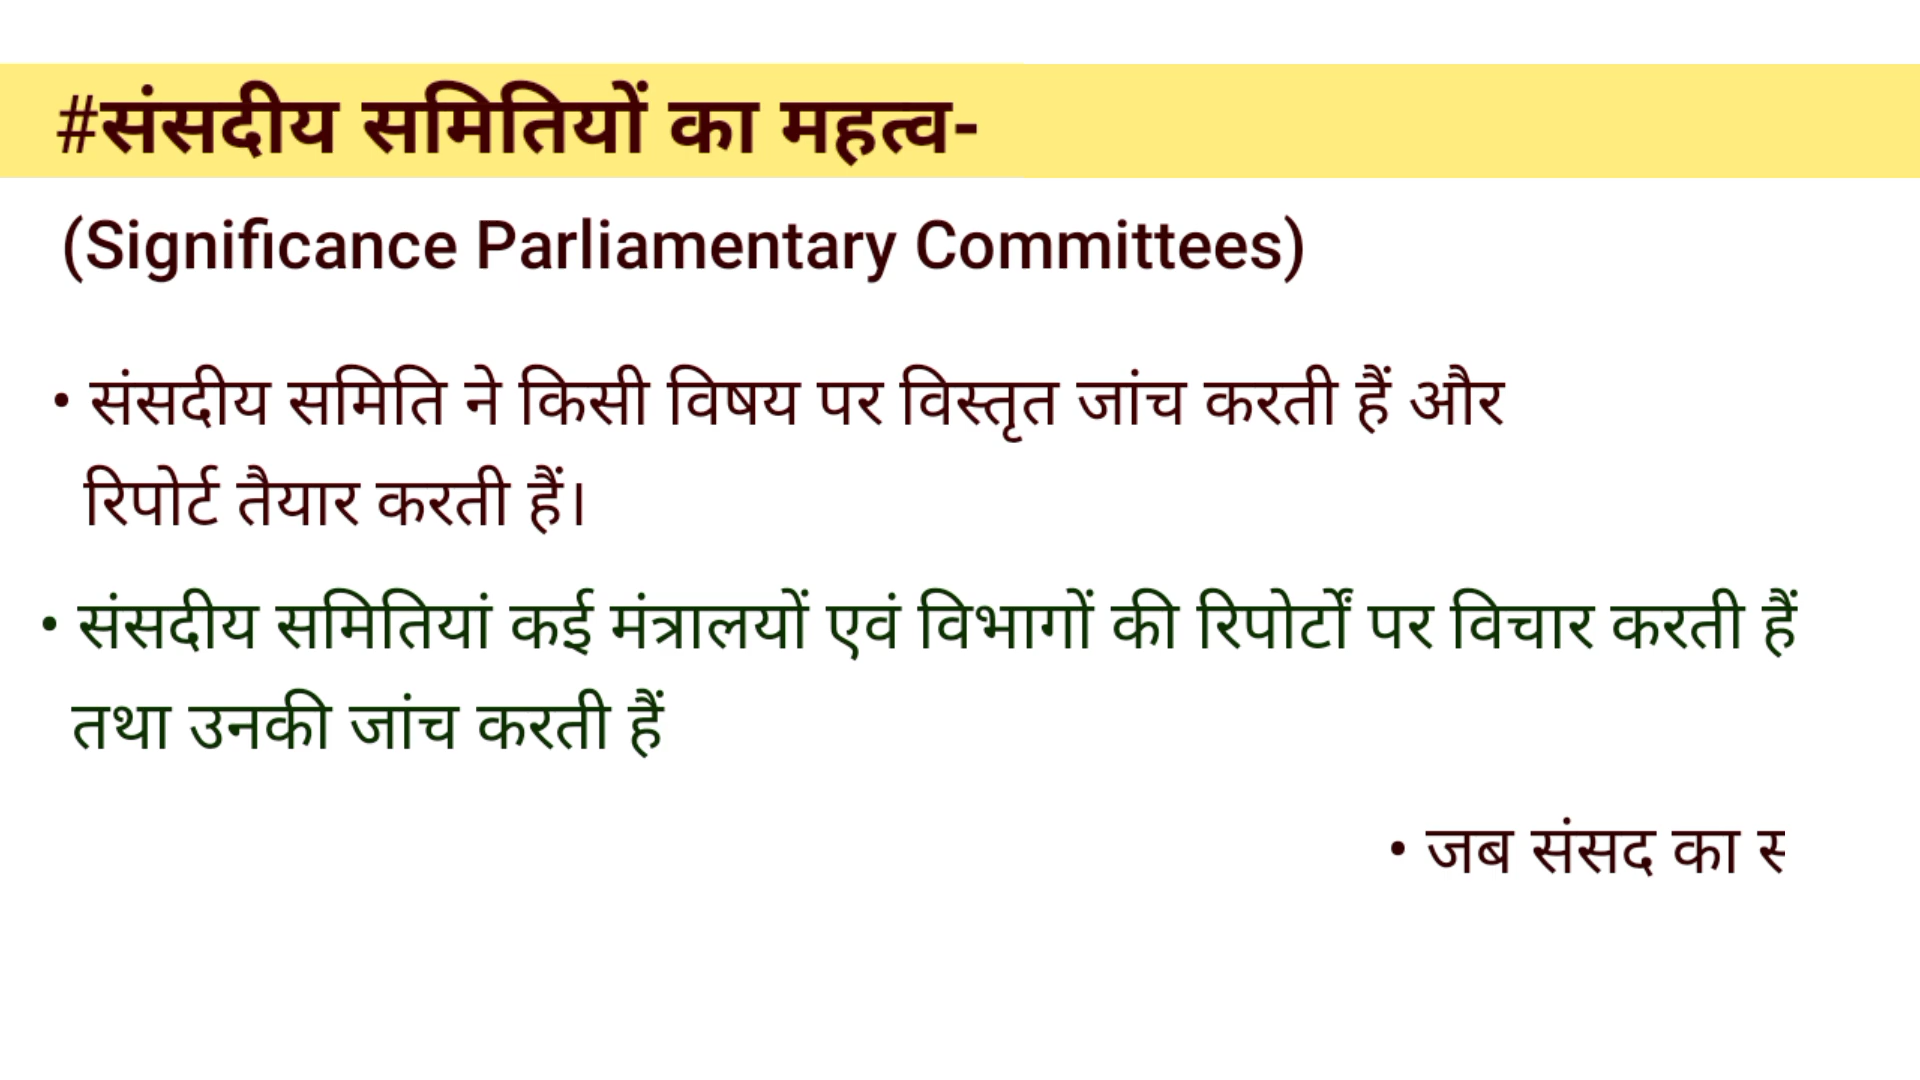 #संसदीय समितियों का महत्व-
(Significance Parliamentary Committees)
• संसदीय समिति ने किसी विषय पर विस्तृत जांच करती हैं और
रिपोर्ट तैयार करती हैं।
• संसदीय समितियां कई मंत्रालयों एवं विभागों की रिपोर्टों पर विचार करती हैं
तथा उनकी जांच करती हैं
• जब संसद का